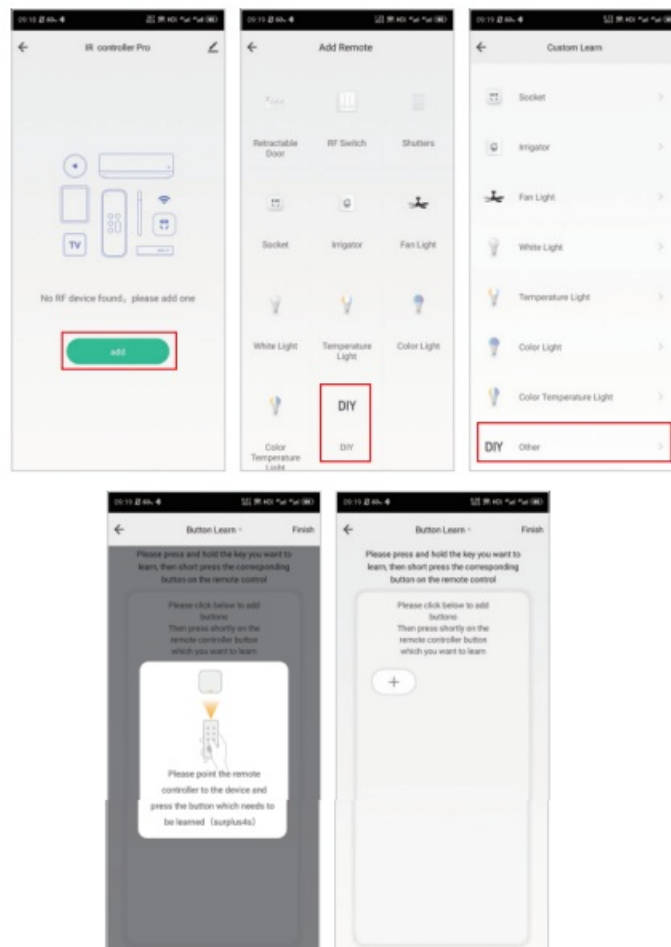 IR controller Pro
TV
No RF device found，please add one
add
Add Remote
Retractable
Door
RF Switch
Shutters
Socket
Irrigator
Fan Light
White Light
Temperature
Light
Color Light
Color
Temperature
Light
DIY
DIY
Custom Learn
Socket
Irrigator
Fan Light
White Light
Temperature Light
Color Light
Color Temperature Light
DIY
Other
09:19
Button Learn
Finish
Please press and hold the key you want to
learn, then short press the corresponding
button on the remote control
Please click below to add
buttons
Then press shortly on the
remote controller button
which you want to learn
Please point the remote
controller to the device and
press the button which needs to
be learned（surplus4s）
09:19
Button Learn
Finish
Please press and hold the key you want to
learn, then short press the corresponding
button on the remote control
Please click below to add
buttons
Then press shortly on the
remote controller button
which you want to learn
+